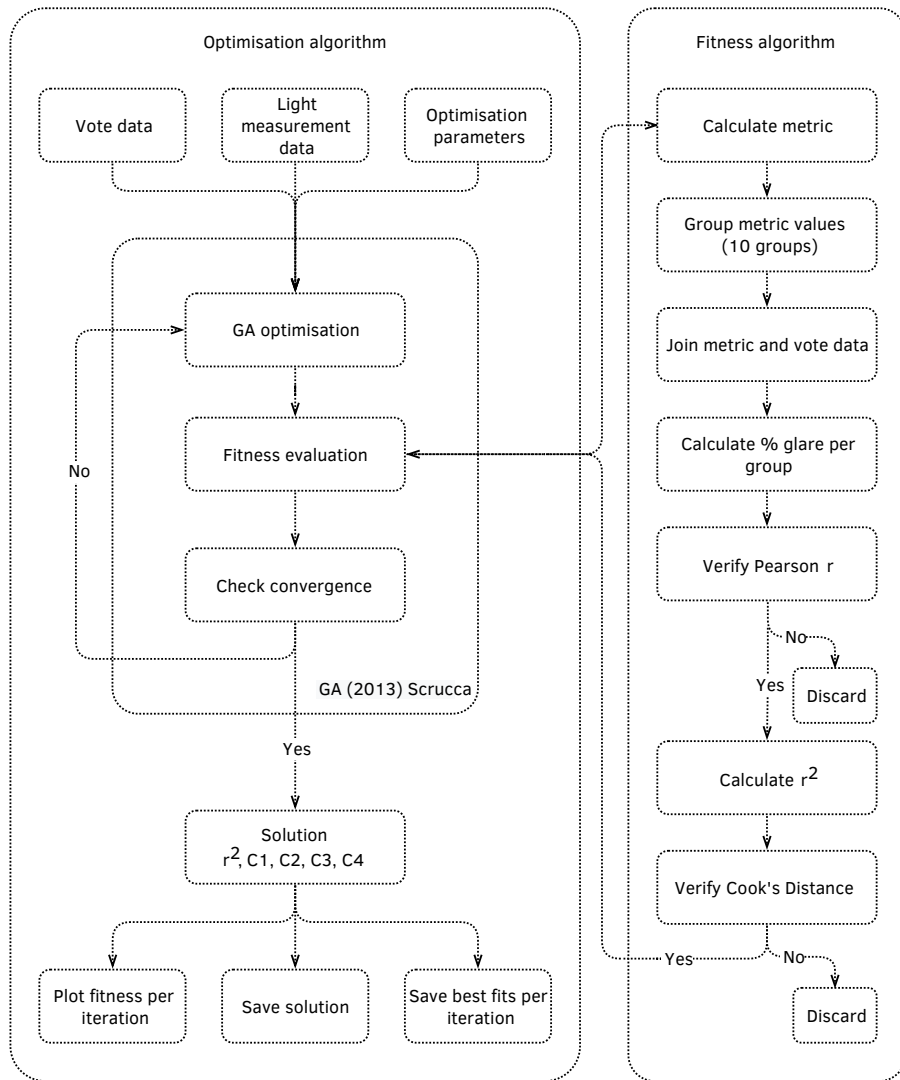 Optimisation algorithm
Vote data
Light
measurement
data
Optimisation
parameters
GA optimisation
Fitness evaluation
No
Check convergence
GA (2013) Scrucca
Yes
Solution
r², C1, C2, C3, C4
Plot fitness per
iteration
Save solution
Save best fits per
iteration
Fitness algorithm
Calculate metric
Group metric values
(10 groups)
Join metric and vote data
Calculate % glare per
group
Verify Pearson r
No
Discard
Yes
Calculate r²
Verify Cook's Distance
Yes
No
Discard